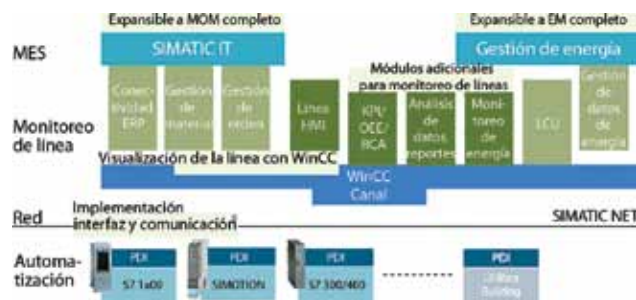 Expansible a MOM completo
Expansible a EM completo
MES
SIMATIC IT
Gestión de energía
Módulos adicionales
para monitoreo de líneas
Monitoreo
de línea
Conec-
tividad
ERP
Gestión
de
material
Gestión
de
orden
Línea
HMI
KPI/
OEE/
RCA
Análisis
de
datos
reportes
Moni-
toreo de
energía
LCU
Gestión
de
datos de
energía
Visualización de la línea con WinCC
WinCC
Canal
Implementación
interfaz y comunicación
Red
SIMATIC NET
Automa-
tización
PDI
S7 1x00
PDI
SIMOTION
PDI
S7 300/400
PDI